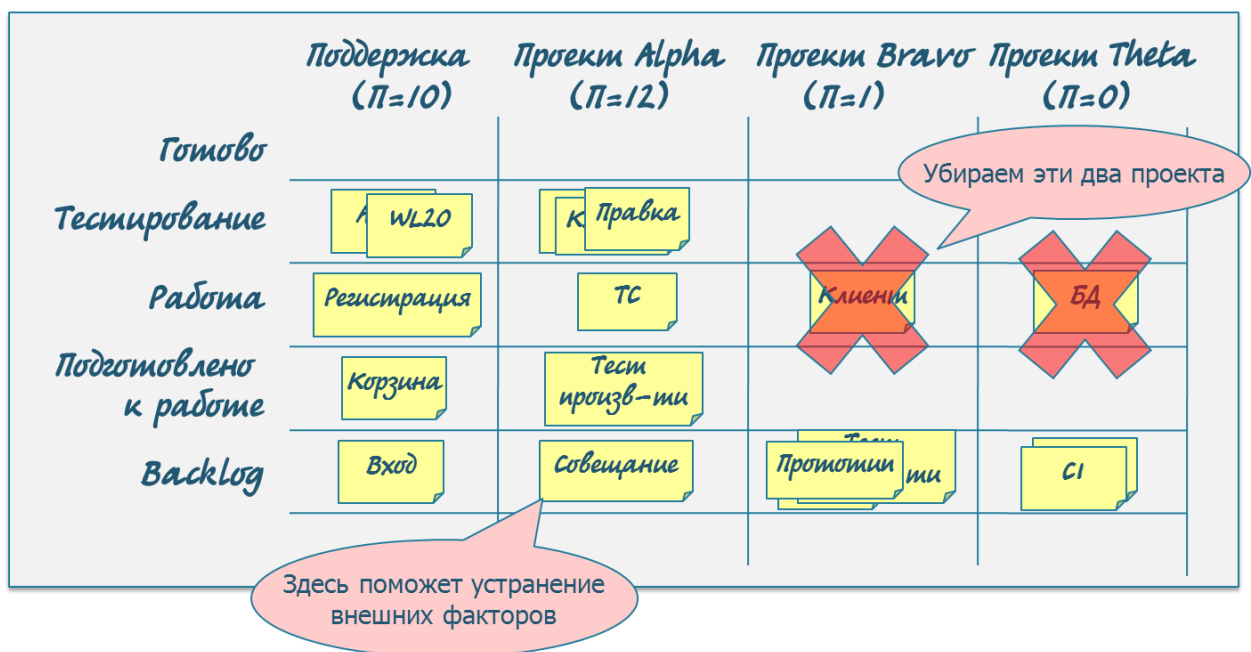 Поддержка Проект Alpha Проект Bravo Проект Theta
(П=10) (П=12) (П=1) (П=0)
Готово
Убираем эти два проекта
Тестирование
WL20
Правка
Работа
Регистрация
ТС
Клиент
БД
Подготовлено
к работе
Корзина
Тест
произв-ти
Backlog
Вход
Совещание
Прототип
ти
CI
Здесь поможет устранение
внешних факторов